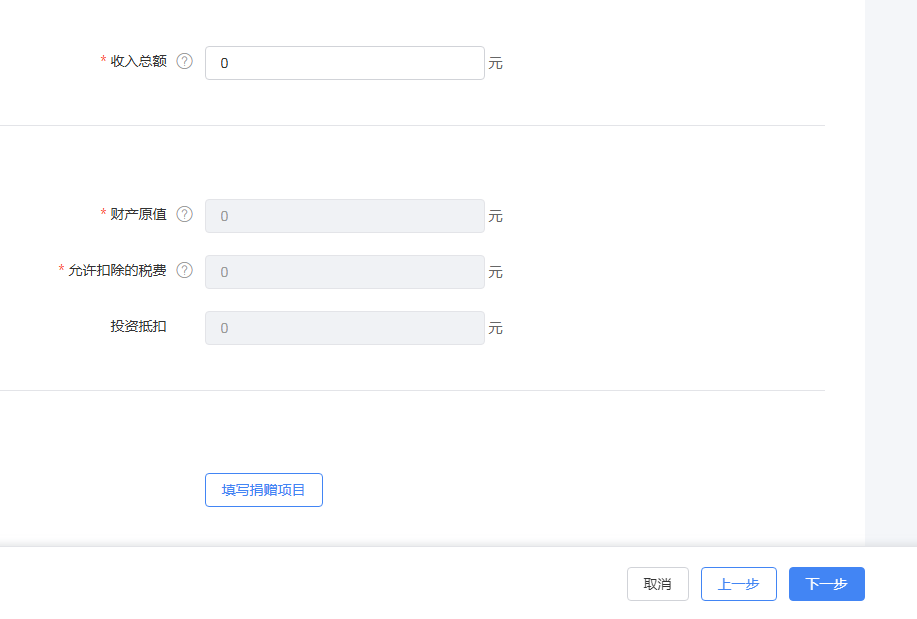 * 收入总额 ? 0 元
* 财产原值 ? 0 元
* 允许扣除的税费 ? 0 元
投资抵扣 0 元
填写捐赠项目
取消 上一步 下一步